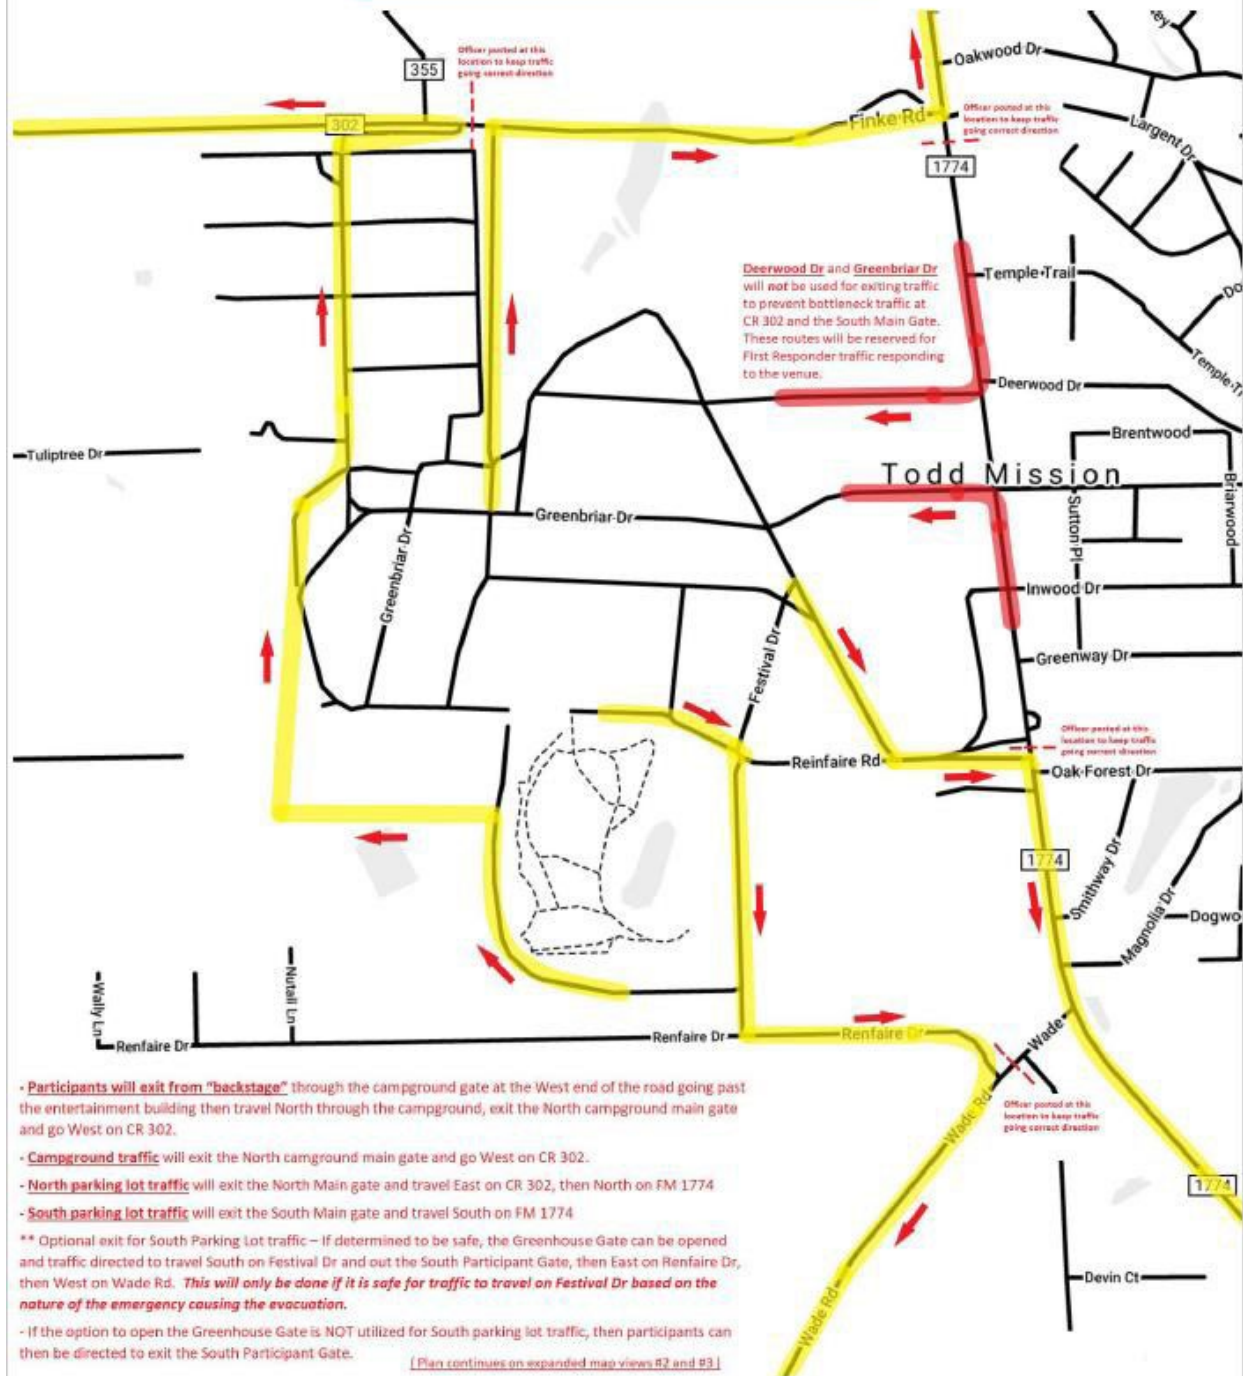 Officer posted at this
location to keep traffic
going correct direction
355
Oakwood Dr
302
Finke Rd
Officer posted at this
location to keep traffic
going correct direction
Largent Dr
1774
Deerwood Dr and Greenbriar Dr
will not be used for exiting traffic
to prevent bottleneck traffic at
CR 302 and the South Main Gate.
These routes will be reserved for
First Responder traffic responding
to the venue.
Temple Trail
Deerwood Dr
Brentwood
Tuliptree Dr
Todd Mission
Briarwood
Sutton Pl
Greenbriar Dr
Greenbriar Dr
Inwood Dr
Greenway Dr
Festival Dr
Officer posted at this
location to keep traffic
going correct direction
Reinfaire Rd
Oak Forest Dr
1774
Smithway Dr
Magnolia Dr
Dogwo
Wally Ln
Nutall Ln
Renfaire Dr
Renfaire Dr
Renfaire Dr
Wade
Wade Rd
Officer posted at this
location to keep traffic
going correct direction
1774
Devin Ct
Wade Rd
- Participants will exit from "backstage" through the campground gate at the West end of the road going past
the entertainment building then travel North through the campground, exit the North campground main gate
and go West on CR 302.
- Campground traffic will exit the North camground main gate and go West on CR 302.
- North parking lot traffic will exit the North Main gate and travel East on CR 302, then North on FM 1774
- South parking lot traffic will exit the South Main gate and travel South on FM 1774
** Optional exit for South Parking Lot traffic – If determined to be safe, the Greenhouse Gate can be opened
and traffic directed to travel South on Festival Dr and out the South Participant Gate, then East on Renfaire Dr,
then West on Wade Rd. This will only be done if it is safe for traffic to travel on Festival Dr based on the
nature of the emergency causing the evacuation.
- If the option to open the Greenhouse Gate is NOT utilized for South parking lot traffic, then participants can
then be directed to exit the South Participant Gate.
( Plan continues on expanded map views #2 and #3 )